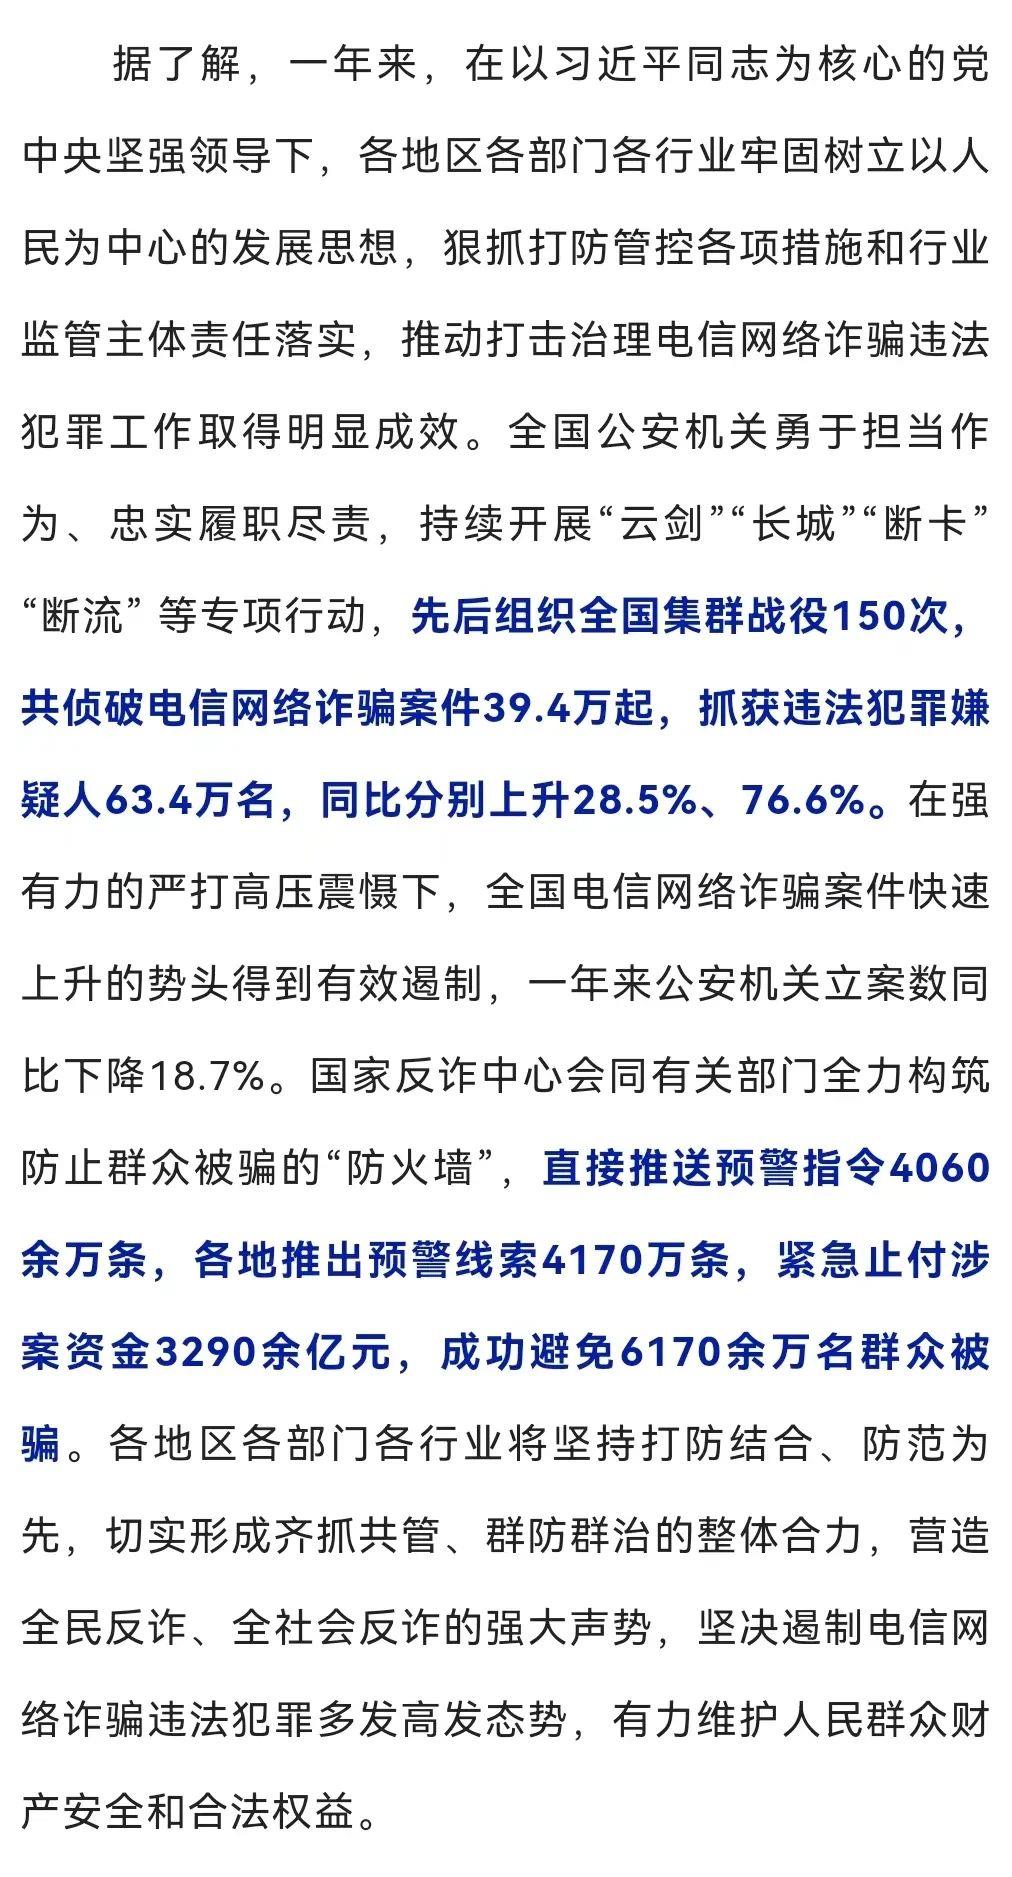 据了解，一年来，在以习近平同志为核心的党
中央坚强领导下，各地区各部门各行业牢固树立以人
民为中心的发展思想，狠抓打防管控各项措施和行业
监管主体责任落实，推动打击治理电信网络诈骗违法
犯罪工作取得明显成效。全国公安机关勇于担当作
为、忠实履职尽责，持续开展“云剑”“长城”“断卡”
“断流” 等专项行动，先后组织全国集群战役150次，
共侦破电信网络诈骗案件39.4万起，抓获违法犯罪嫌
疑人63.4万名，同比分别上升28.5%、76.6%。在强
有力的严打高压震慑下，全国电信网络诈骗案件快速
上升的势头得到有效遏制，一年来公安机关立案数同
比下降18.7%。国家反诈中心会同有关部门全力构筑
防止群众被骗的“防火墙”，直接推送预警指令4060
余万条，各地推出预警线索4170万条，紧急止付涉
案资金3290余亿元，成功避免6170余万名群众被
骗。各地区各部门各行业将坚持打防结合、防范为
先，切实形成齐抓共管、群防群治的整体合力，营造
全民反诈、全社会反诈的强大声势，坚决遏制电信网
络诈骗违法犯罪多发高发态势，有力维护人民群众财
产安全和合法权益。